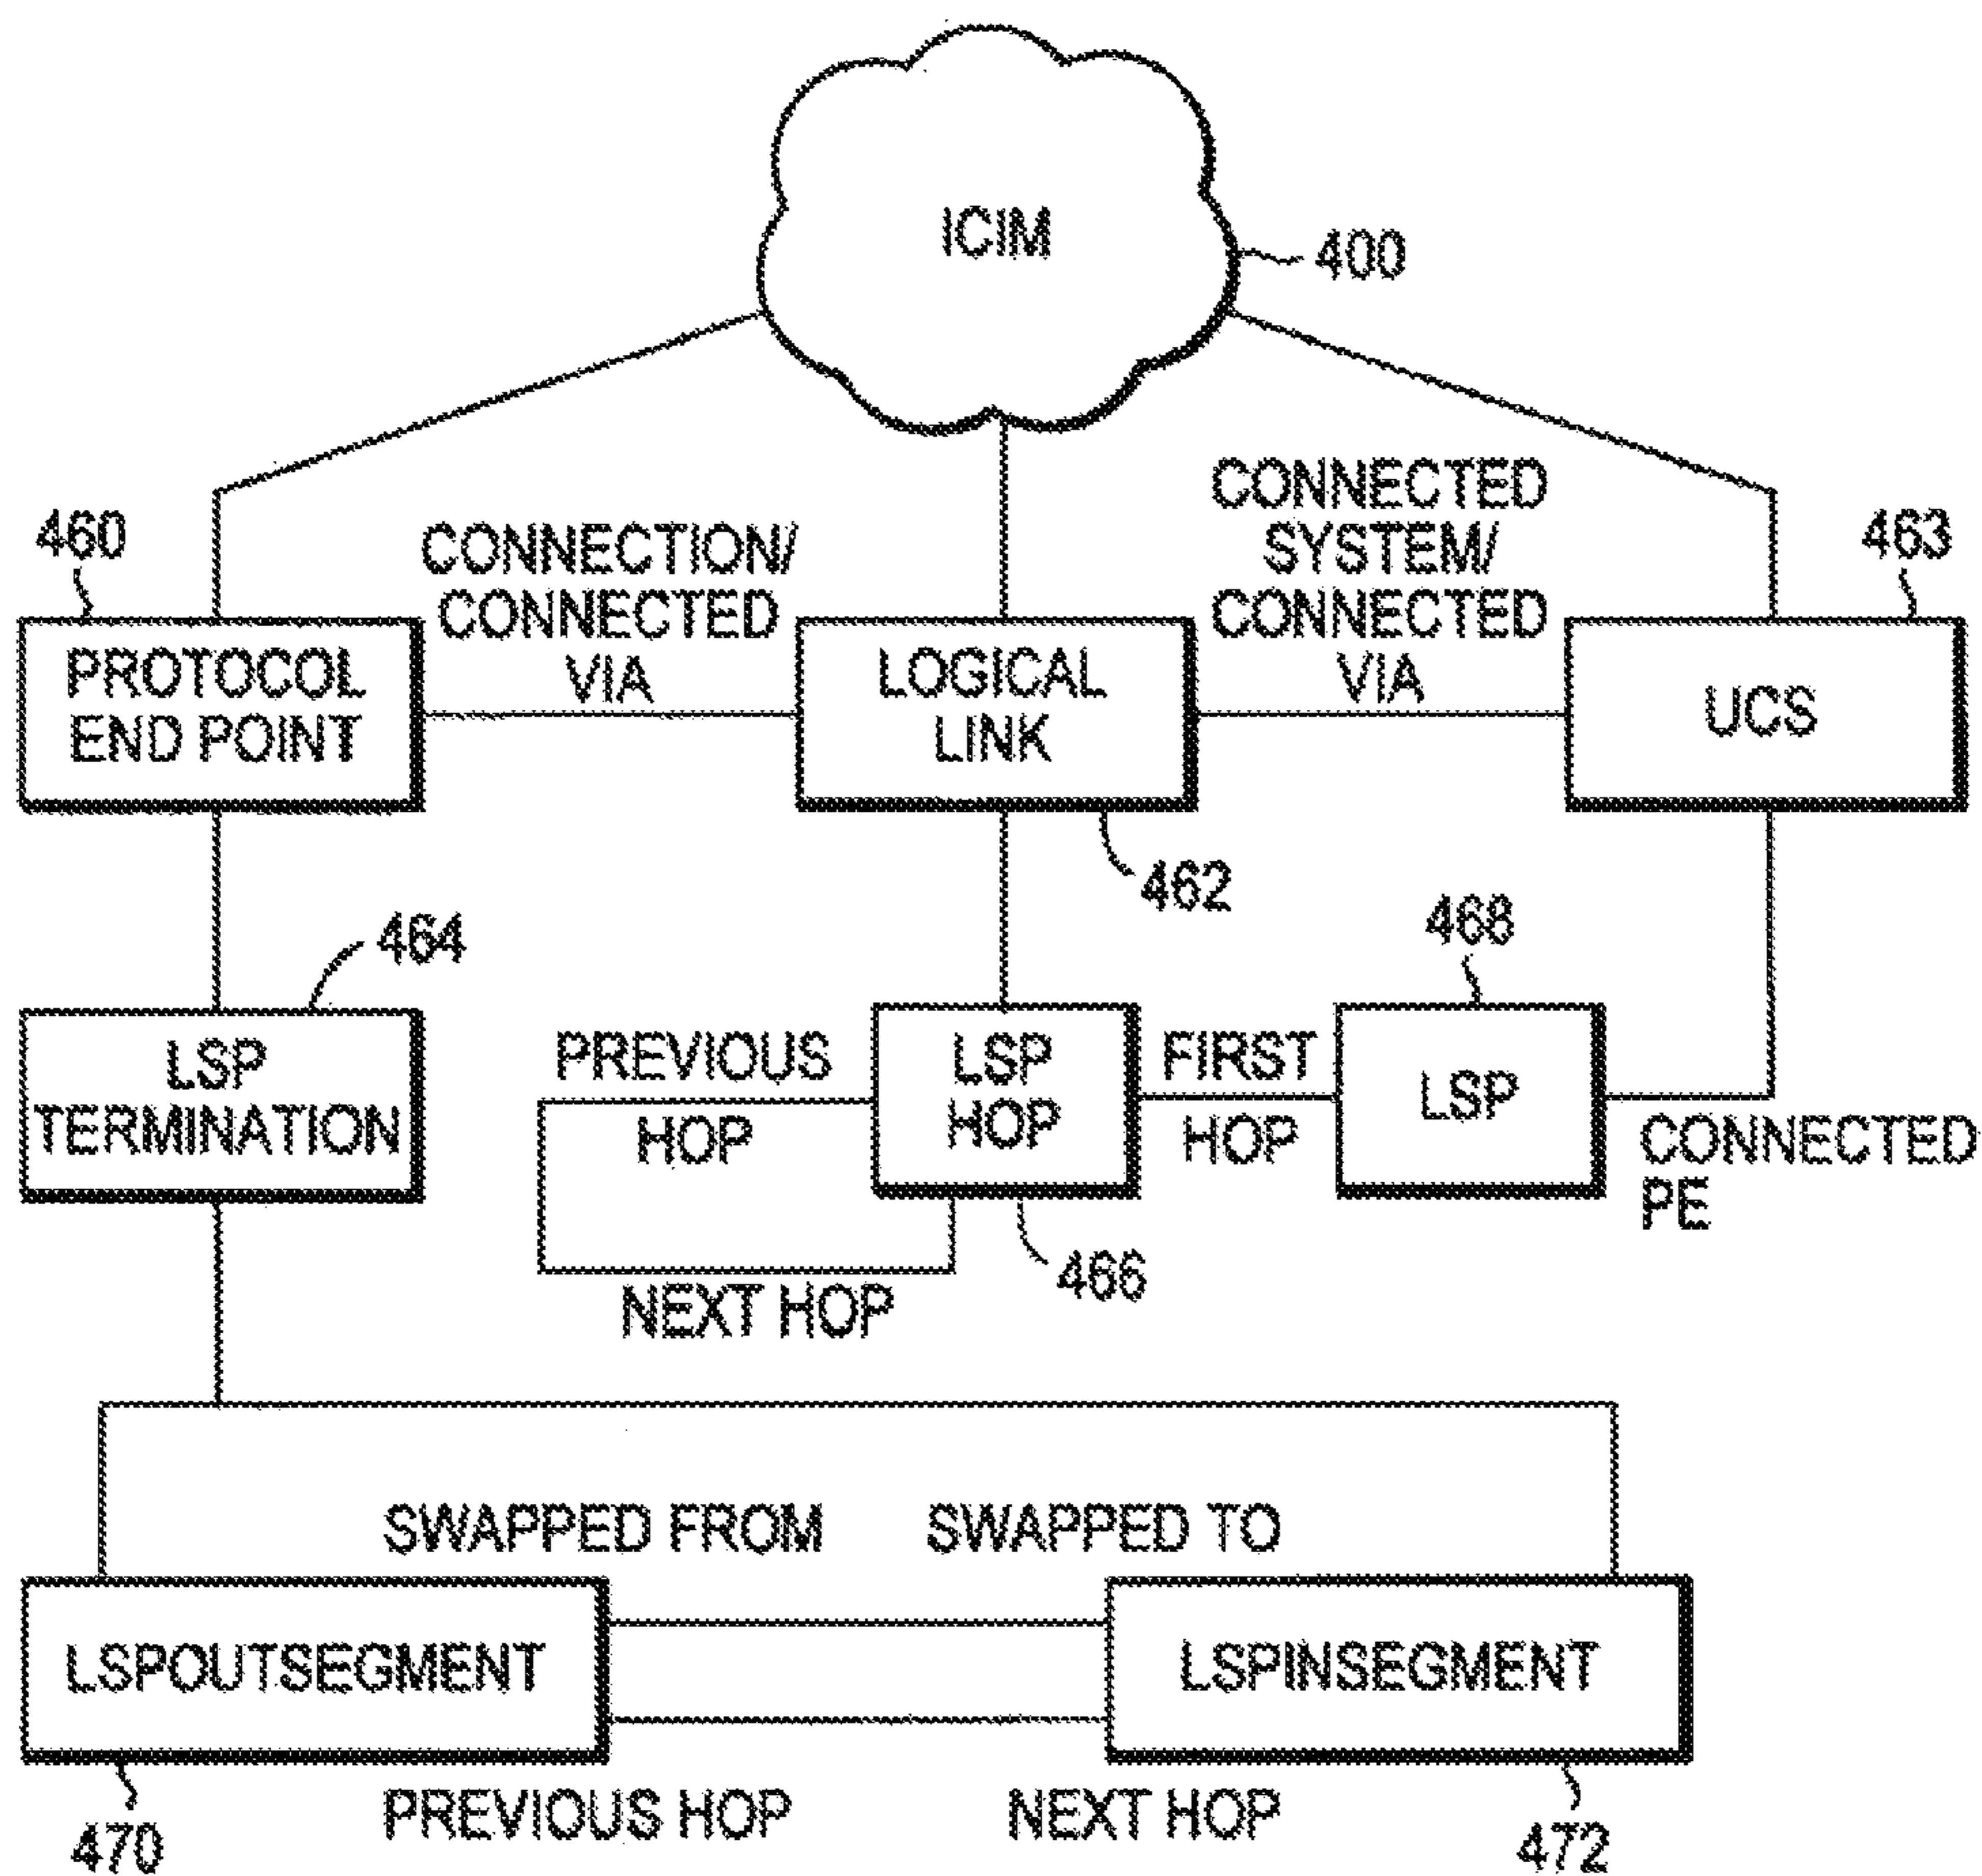 ICIM
400
CONNECTED
SYSTEM/
CONNECTED
VIA
460
CONNECTION/
CONNECTED
VIA
463
PROTOCOL
END POINT
LOGICAL
LINK
UCS
462
464
468
LSP
TERMINATION
PREVIOUS
HOP
LSP
HOP
FIRST
HOP
LSP
CONNECTED
PE
466
NEXT HOP
SWAPPED FROM
SWAPPED TO
LSPOUTSEGMENT
LSPINSEGMENT
470
PREVIOUS HOP
NEXT HOP
472